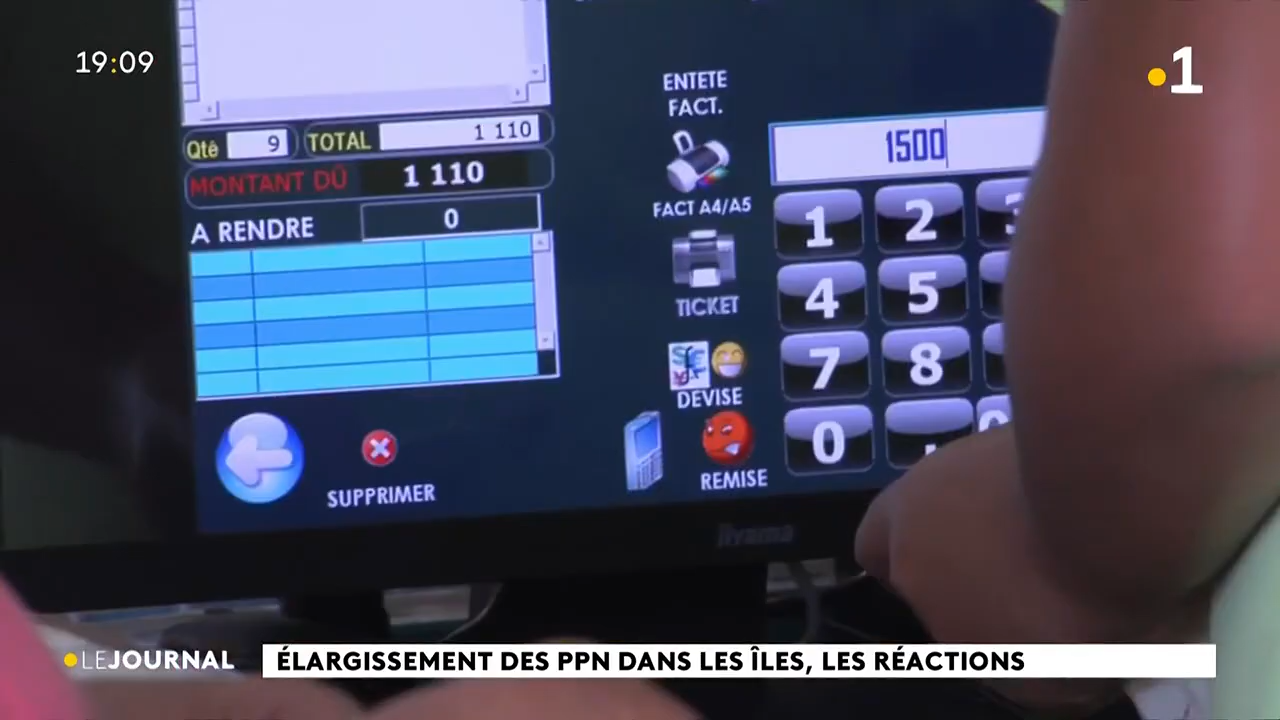 19:09
1
Qté 9 TOTAL 1 110
MONTANT DÛ 1 110
A RENDRE 0
SUPPRIMER
ENTETE
FACT.
FACT A4/A5
TICKET
DEVISE
REMISE
1500
1 2
4 5
7 8
0 .
iiyama
LEJOURNAL
ÉLARGISSEMENT DES PPN DANS LES ÎLES, LES RÉACTIONS